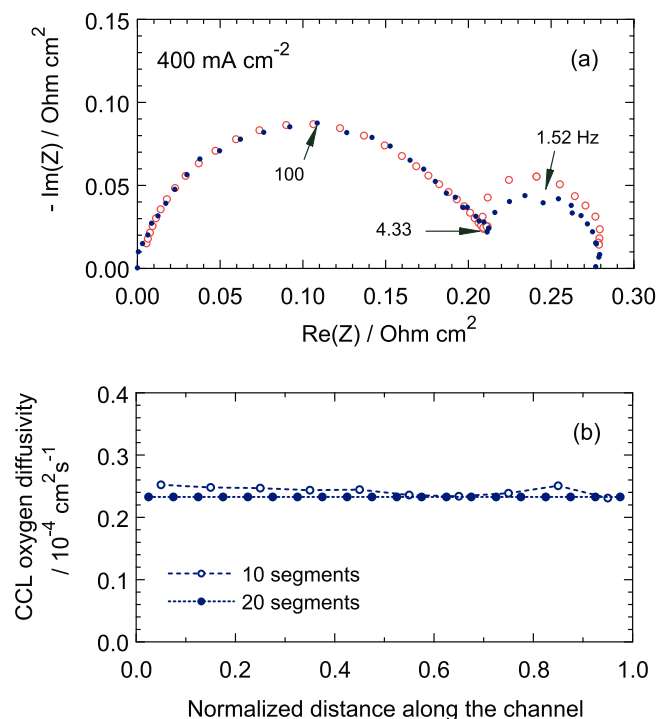 0.15
400 mA cm⁻²
(a)
0.10
1.52 Hz
- Im(Z) / Ohm cm²
100
0.05
4.33
0.00
0.00 0.05 0.10 0.15 0.20 0.25 0.30
Re(Z) / Ohm cm²
0.4
(b)
0.3
CCL oxygen diffusivity
/ 10⁻⁴ cm² s⁻¹
0.2
10 segments
0.1
20 segments
0.0
0.0 0.2 0.4 0.6 0.8 1.0
Normalized distance along the channel